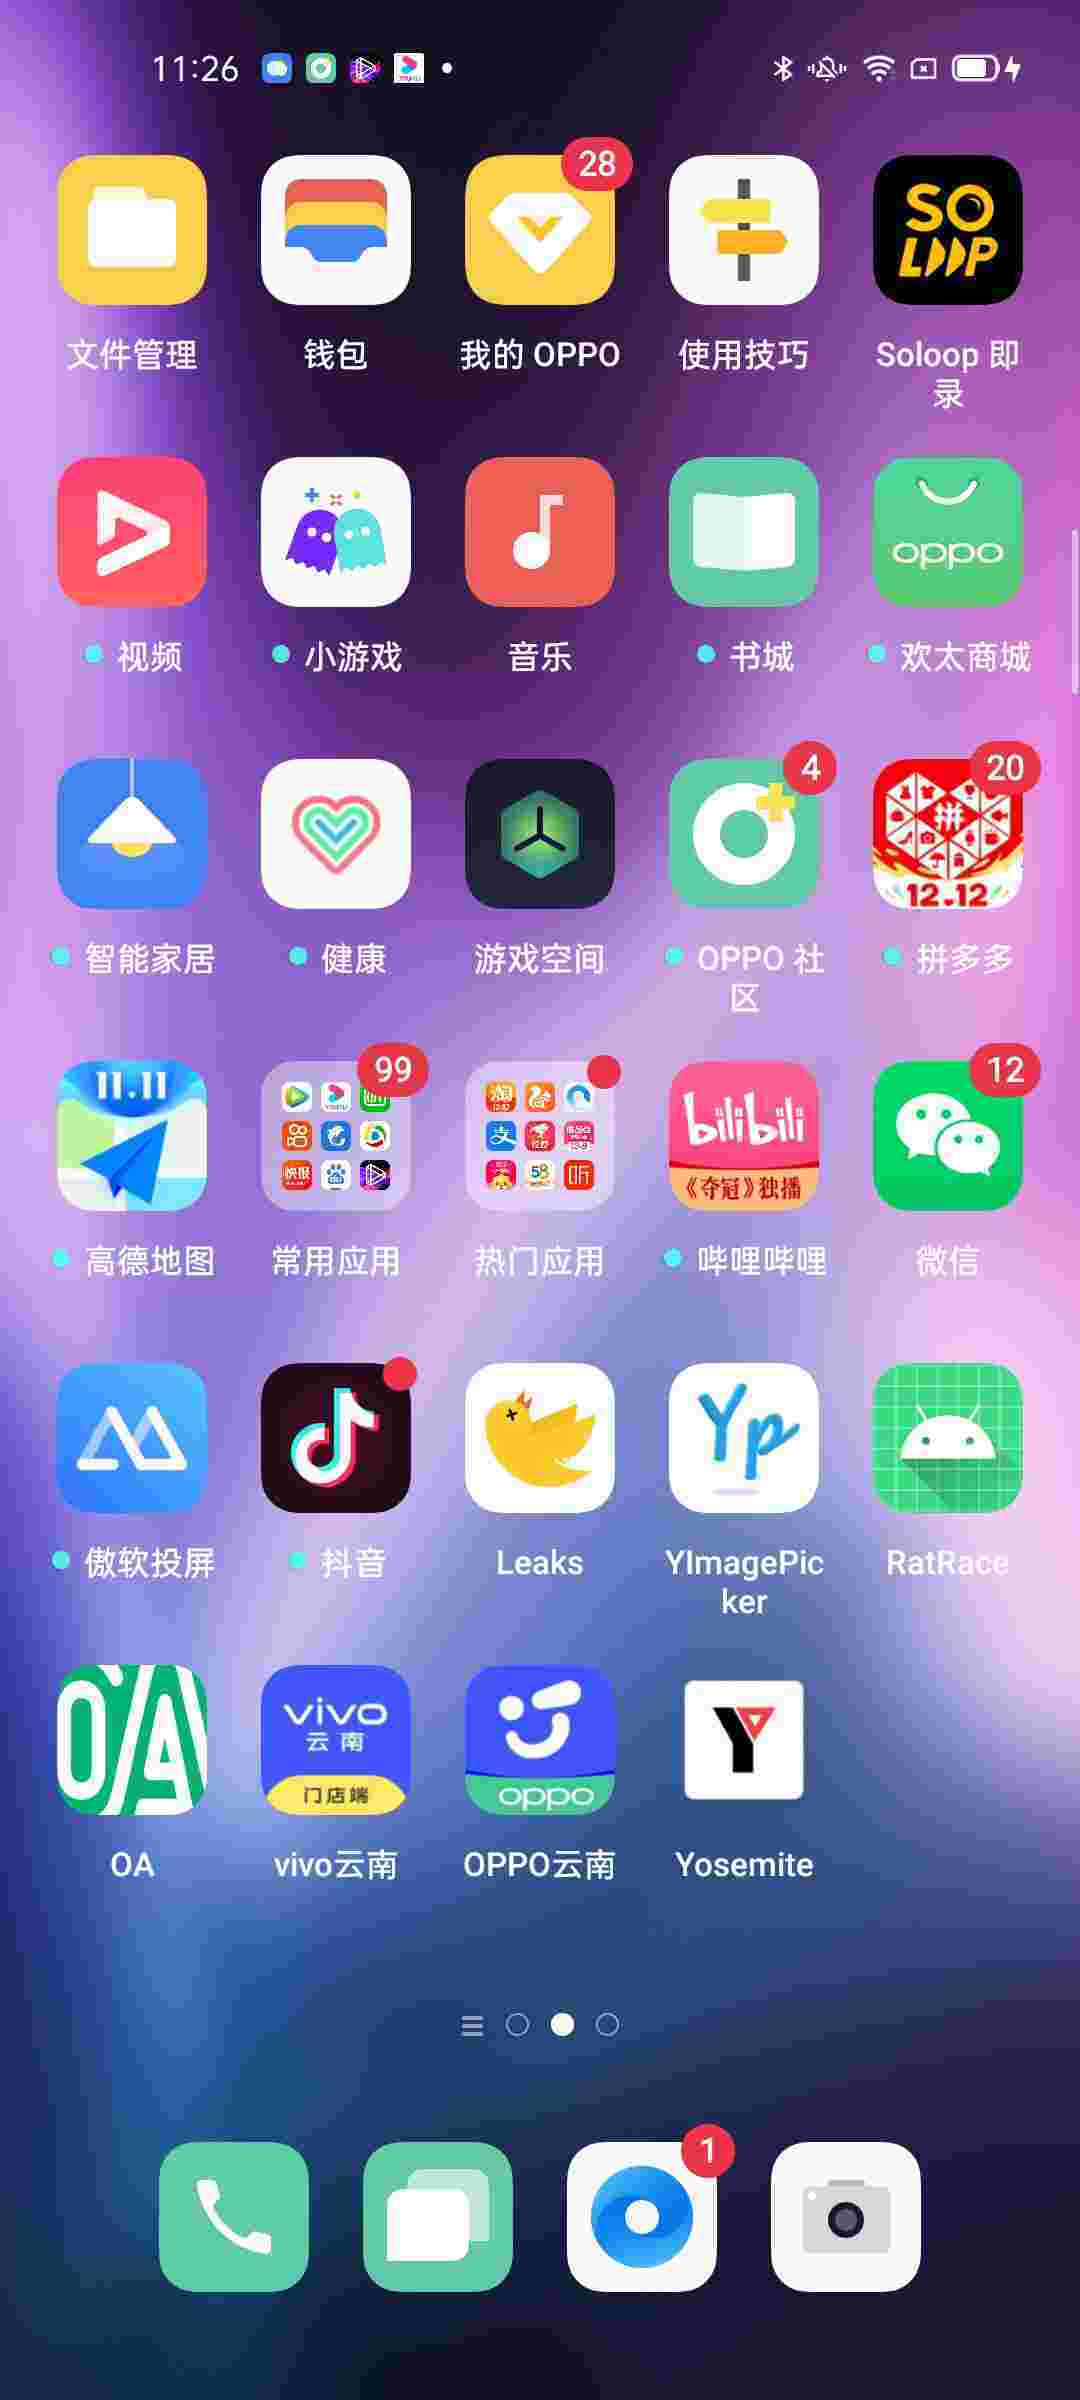 11:26
28
SO
LOOP
文件管理
钱包
我的 OPPO
使用技巧
Soloop 即
录
oppo
视频
小游戏
音乐
书城
欢太商城
4
20
拼
12.12
智能家居
健康
游戏空间
OPPO 社
区
拼多多
11.11
99
12
bilibili
《夺冠》独播
高德地图
常用应用
热门应用
哔哩哔哩
微信
Yp
傲软投屏
抖音
Leaks
YImagePic
ker
RatRace
OA
vivo
云南
门店端
oppo
Y
OA
vivo云南
OPPO云南
Yosemite
1